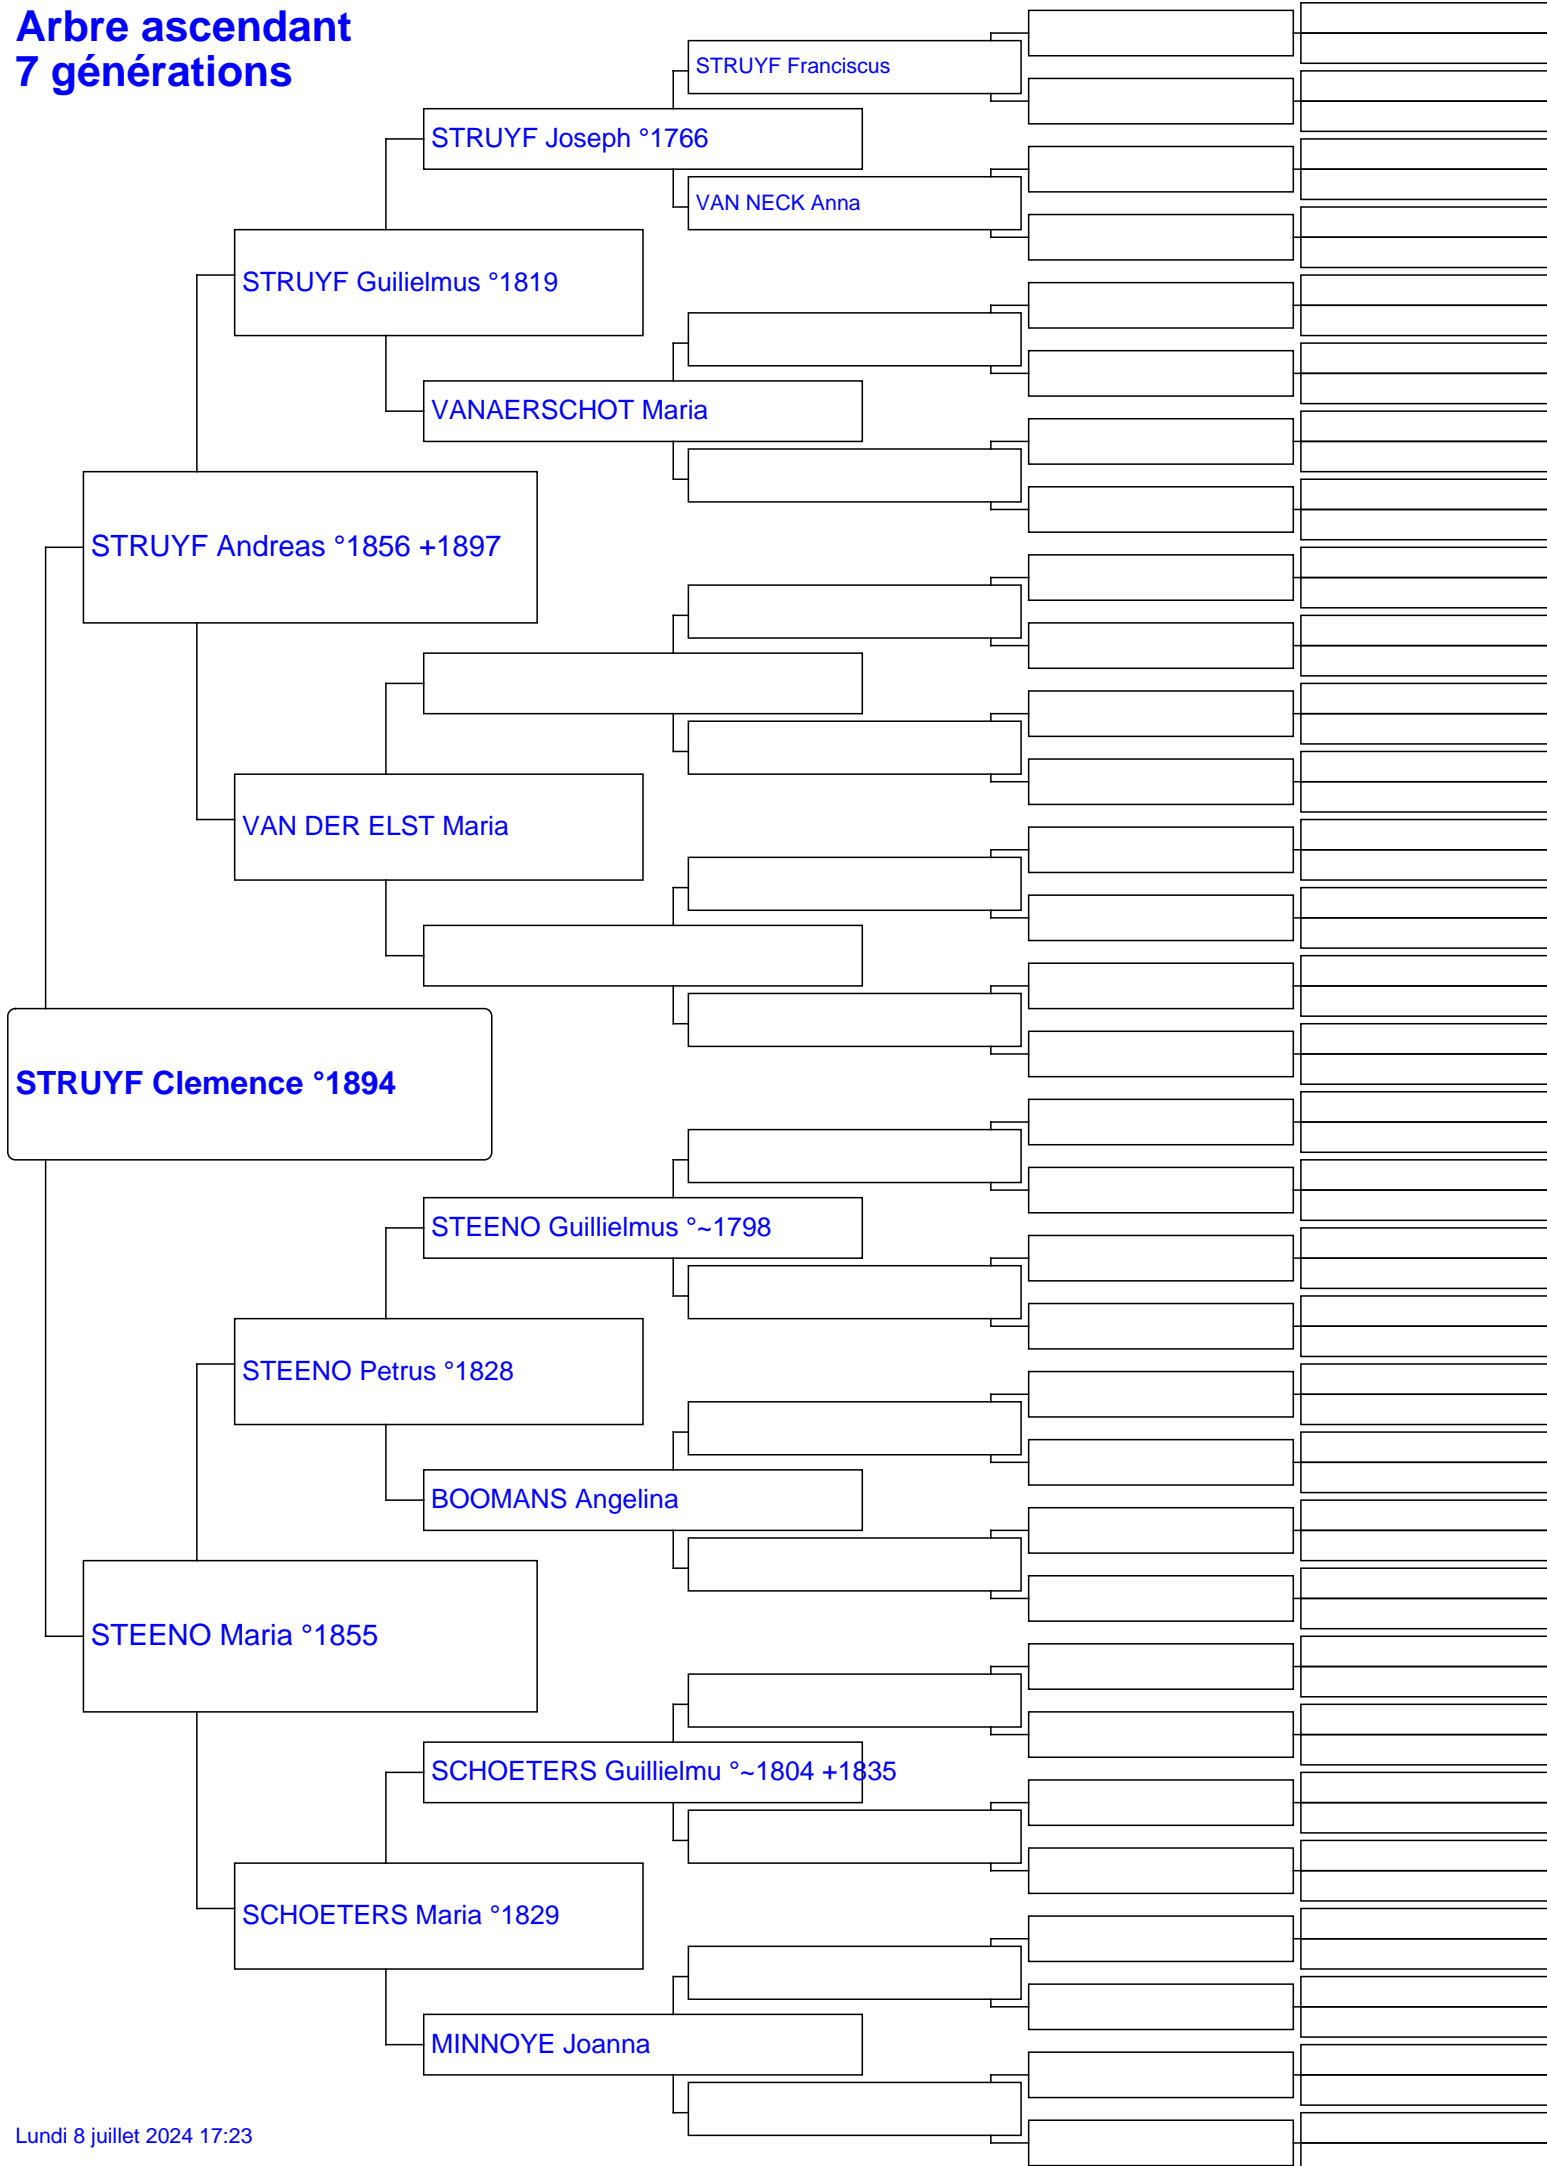 Arbre ascendant
7 générations
STRUYF Franciscus
STRUYF Joseph °1766
VAN NECK Anna
STRUYF Guilielmus °1819
VANAERSCHOT Maria
STRUYF Andreas °1856 +1897
VAN DER ELST Maria
STRUYF Clemence °1894
STEENO Guillielmus °~1798
STEENO Petrus °1828
BOOMANS Angelina
STEENO Maria °1855
SCHOETERS Guillielmu °~1804 +1835
SCHOETERS Maria °1829
MINNOYE Joanna
Lundi 8 juillet 2024 17:23